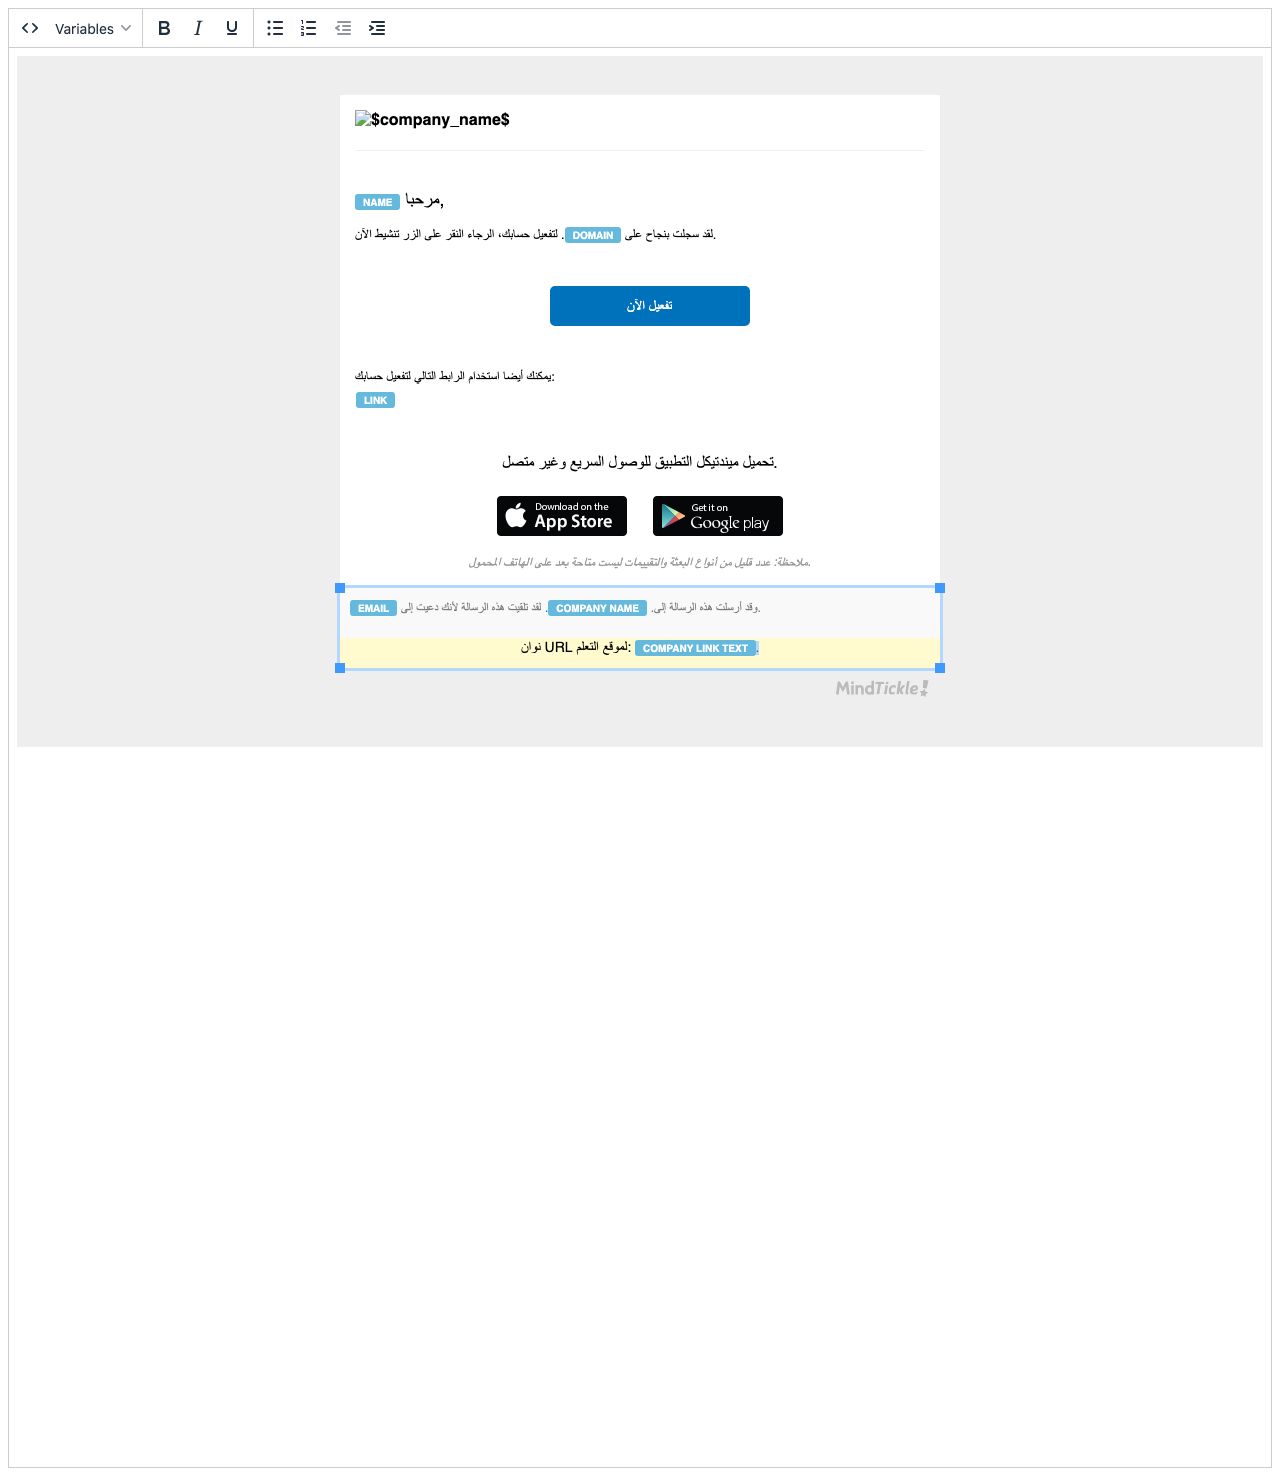 Variables B I U
$company_name$
NAME مرحبا,
لقد سجلت بنجاح على DOMAIN. لتفعيل حسابك، الرجاء النقر على الزر تنشيط الآن.
تفعيل الآن
يمكنك أيضا استخدام الرابط التالي لتفعيل حسابك:
LINK
تحميل ميندتيكل التطبيق للوصول السريع وغير متصل.
Download on the
App Store
Get it on
Google play
ملاحظة: عدد قليل من أنواع البعثة والتقييمات ليست متاحة بعد على الهاتف المحمول.
وقد أرسلت هذه الرسالة إلى. COMPANY NAME. لقد تلقيت هذه الرسالة لأنك دعيت إلى EMAIL.
نوان URL لموقع التعلم: COMPANY LINK TEXT.
MindTickle!